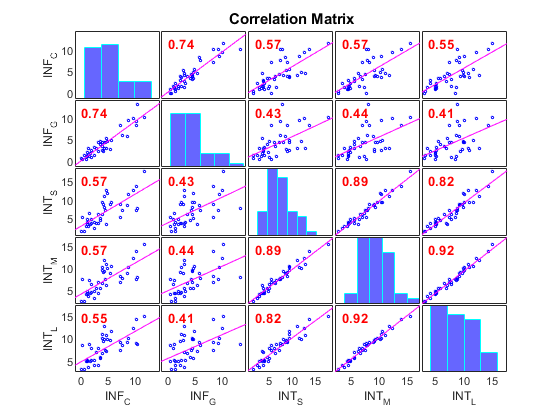 Correlation Matrix
INF_C 10 5 0 0.74 0.57 0.57 0.55
INF_G 10 5 0 0.74 0.43 0.44 0.41
INT_S 15 10 5 0.57 0.43 0.89 0.82
INT_M 15 10 5 0.57 0.44 0.89 0.92
INT_L 15 10 5 0.55 0.41 0.82 0.92
0 5 10 0 5 10 5 10 15 5 10 15 5 10 15
INF_C INF_G INT_S INT_M INT_L